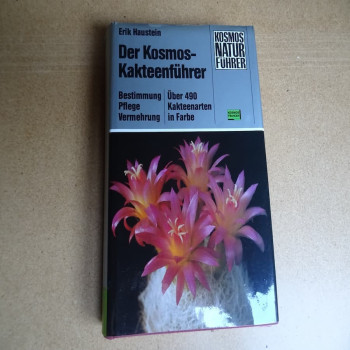 Erik Haustein
Der Kosmos-
Kakteenführer
Bestimmung
Pflege
Vermehrung
Über 490
Kakteenarten
in Farbe
KOSMOS
NATUR
FÜHRER